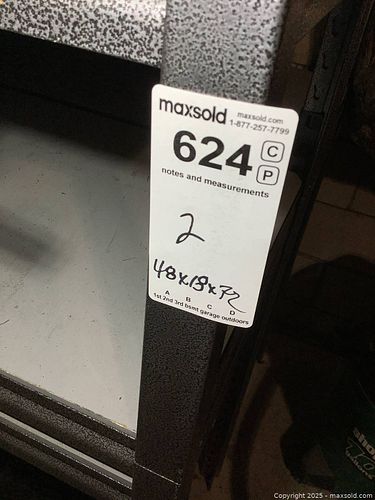 maxsold maxsold.com
1-877-257-7799
624 C
P
notes and measurements
2
48x18x72
A B C D
1st 2nd 3rd bsmt garage outdoors
Copyright © 2025 - maxsold.com